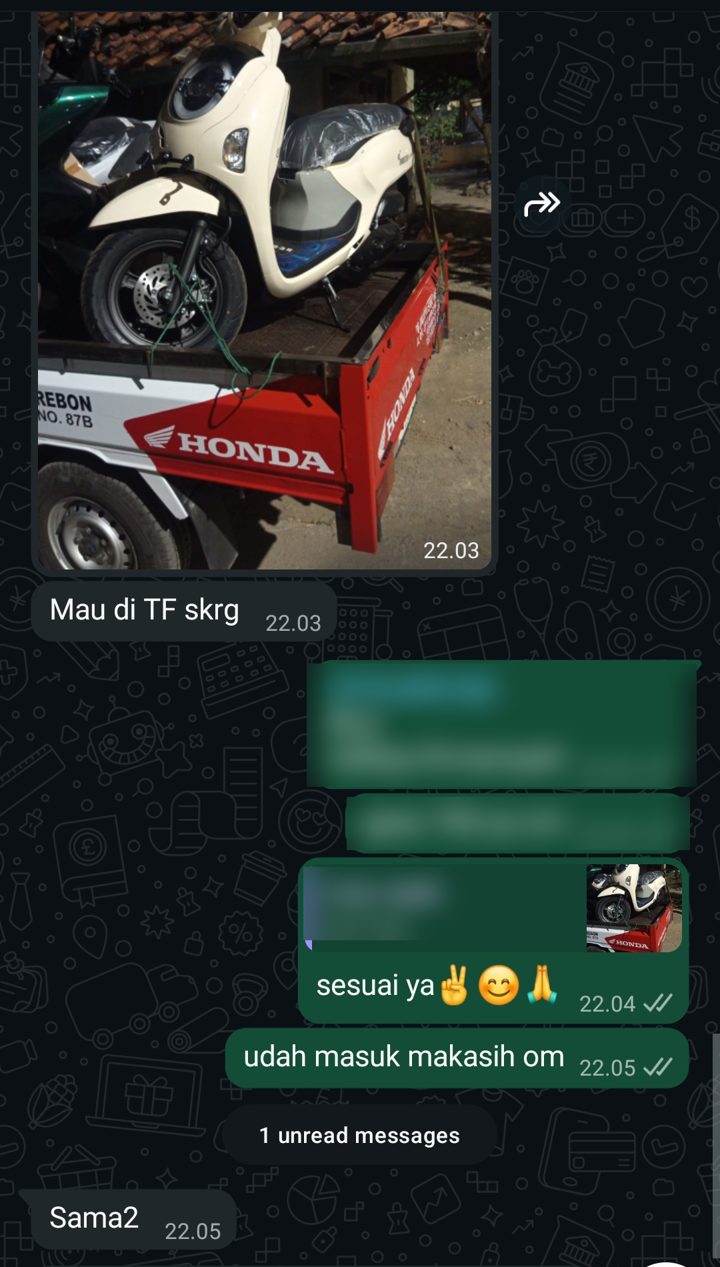 REBON
NO. 87B
HONDA
HONDA
22.03
Mau di TF skrg 22.03
HONDA
sesuai ya✌️😊🙏 22.04
udah masuk makasih om 22.05
1 unread messages
Sama2 22.05